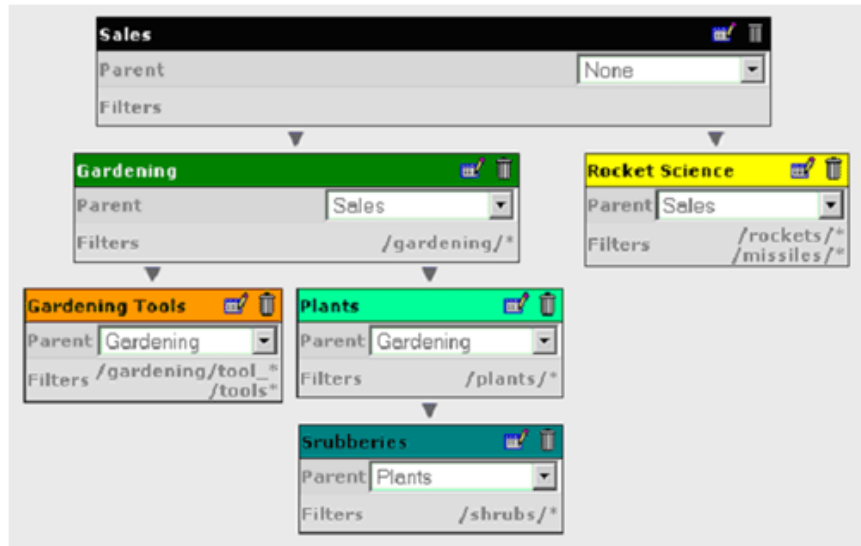 Sales
Parent None
Filters
Gardening
Parent Sales
Filters /gardening/*
Rocket Science
Parent Sales
Filters /rockets/*
/missiles/*
Gardening Tools
Parent Gardening
Filters /gardening/tool_*
/tools*
Plants
Parent Gardening
Filters /plants/*
Srubberies
Parent Plants
Filters /shrubs/*